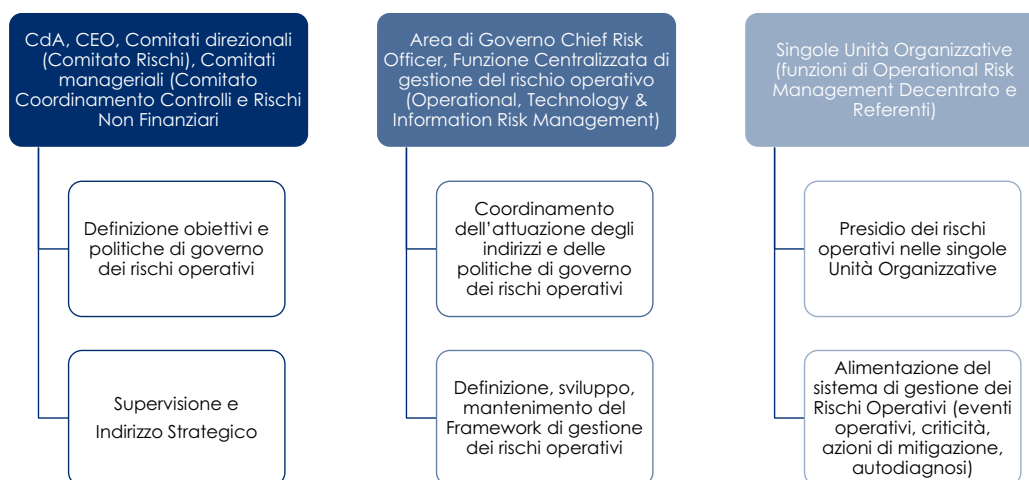 CdA, CEO, Comitati direzionali
(Comitato Rischi), Comitati
manageriali (Comitato
Coordinamento Controlli e Rischi
Non Finanziari
Definizione obiettivi e
politiche di governo
dei rischi operativi
Supervisione e
Indirizzo Strategico
Area di Governo Chief Risk
Officer, Funzione Centralizzata di
gestione del rischio operativo
(Operational, Technology &
Information Risk Management)
Coordinamento
dell'attuazione degli
indirizzi e delle
politiche di governo
dei rischi operativi
Definizione, sviluppo,
mantenimento del
Framework di gestione
dei rischi operativi
Singole Unità Organizzative
(funzioni di Operational Risk
Management Decentrato e
Referenti)
Presidio dei rischi
operativi nelle singole
Unità Organizzative
Alimentazione del
sistema di gestione dei
Rischi Operativi (eventi
operativi, criticità,
azioni di mitigazione,
autodiagnosi)